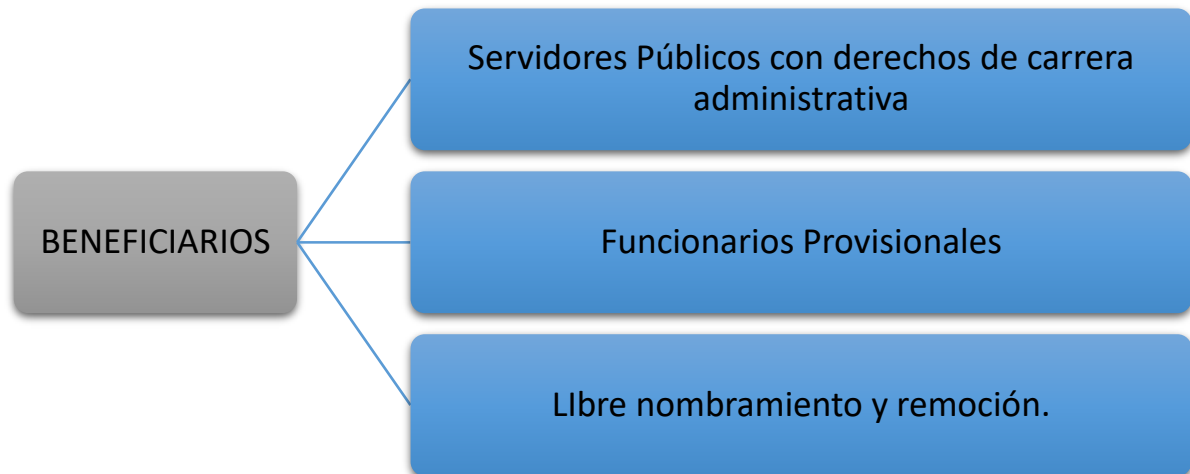 Servidores Públicos con derechos de carrera
administrativa
BENEFICIARIOS
Funcionarios Provisionales
LIbre nombramiento y remoción.